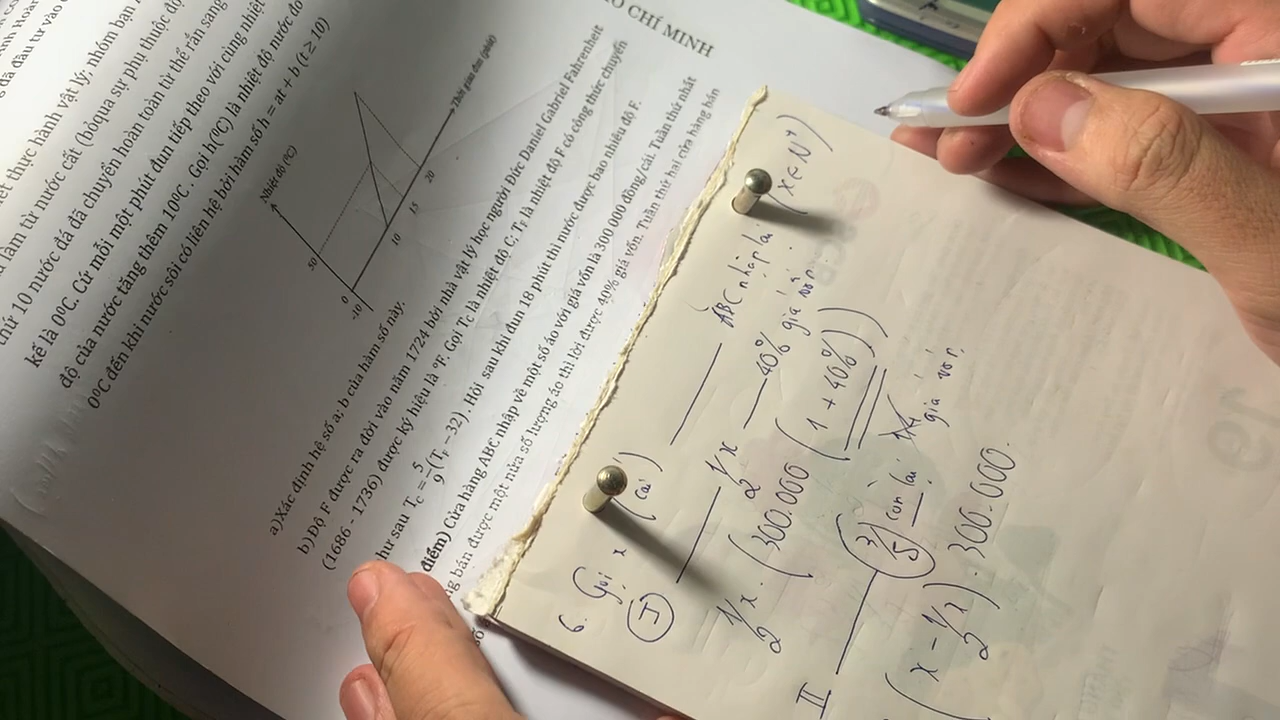 Ồ CHÍ MINH
ết thực hành vật lý; nhóm bạn
làm từ nước cất (bỏ qua sự phụ thuộc độ
thứ 10 nước đá đã chuyển hoàn toàn từ thể rắn sang
kế là 0ºC. Cứ mỗi một phút đun tiếp theo với cùng nhiệt
độ của nước tăng thêm 10ºC . Gọi h(ºC) là nhiệt độ nước đo
0ºC đến khi nước sôi có liên hệ bởi hàm số h = at + b (t ≥ 10)
Nhiệt độ (ºC)
Thời gian đun (phút)
50
0
10
15
20
-10
a)Xác định hệ số a; b của hàm số này.
b)Độ F được ra đời vào năm 1724 bởi nhà vật lý học người Đức Daniel Gabriel Fahrenheit
(1686 - 1736) được ký hiệu là ºF. Gọi TC là nhiệt độ C, TF là nhiệt độ F có công thức chuyển
hư sau TC = 5/9 (TF − 32) . Hỏi sau khi đun 18 phút thì nước được bao nhiêu độ F.
điểm) Cửa hàng ABC nhập về một số áo với giá vốn là 300 000 đồng/cái. Tuần thứ nhất
g bán được một nửa số lượng áo thì lời được 40% giá vốn. Tuần thứ hai cửa hàng bán
số
6. Gọi x (cái) ABC nhập lại (x ∈ N*)
I 1/2 x 40% giá vốn.
1/2 x . (300.000 (1 + 40%))
II 3/5 còn lại giá vốn.
(x − 1/2 x) . 300.000.